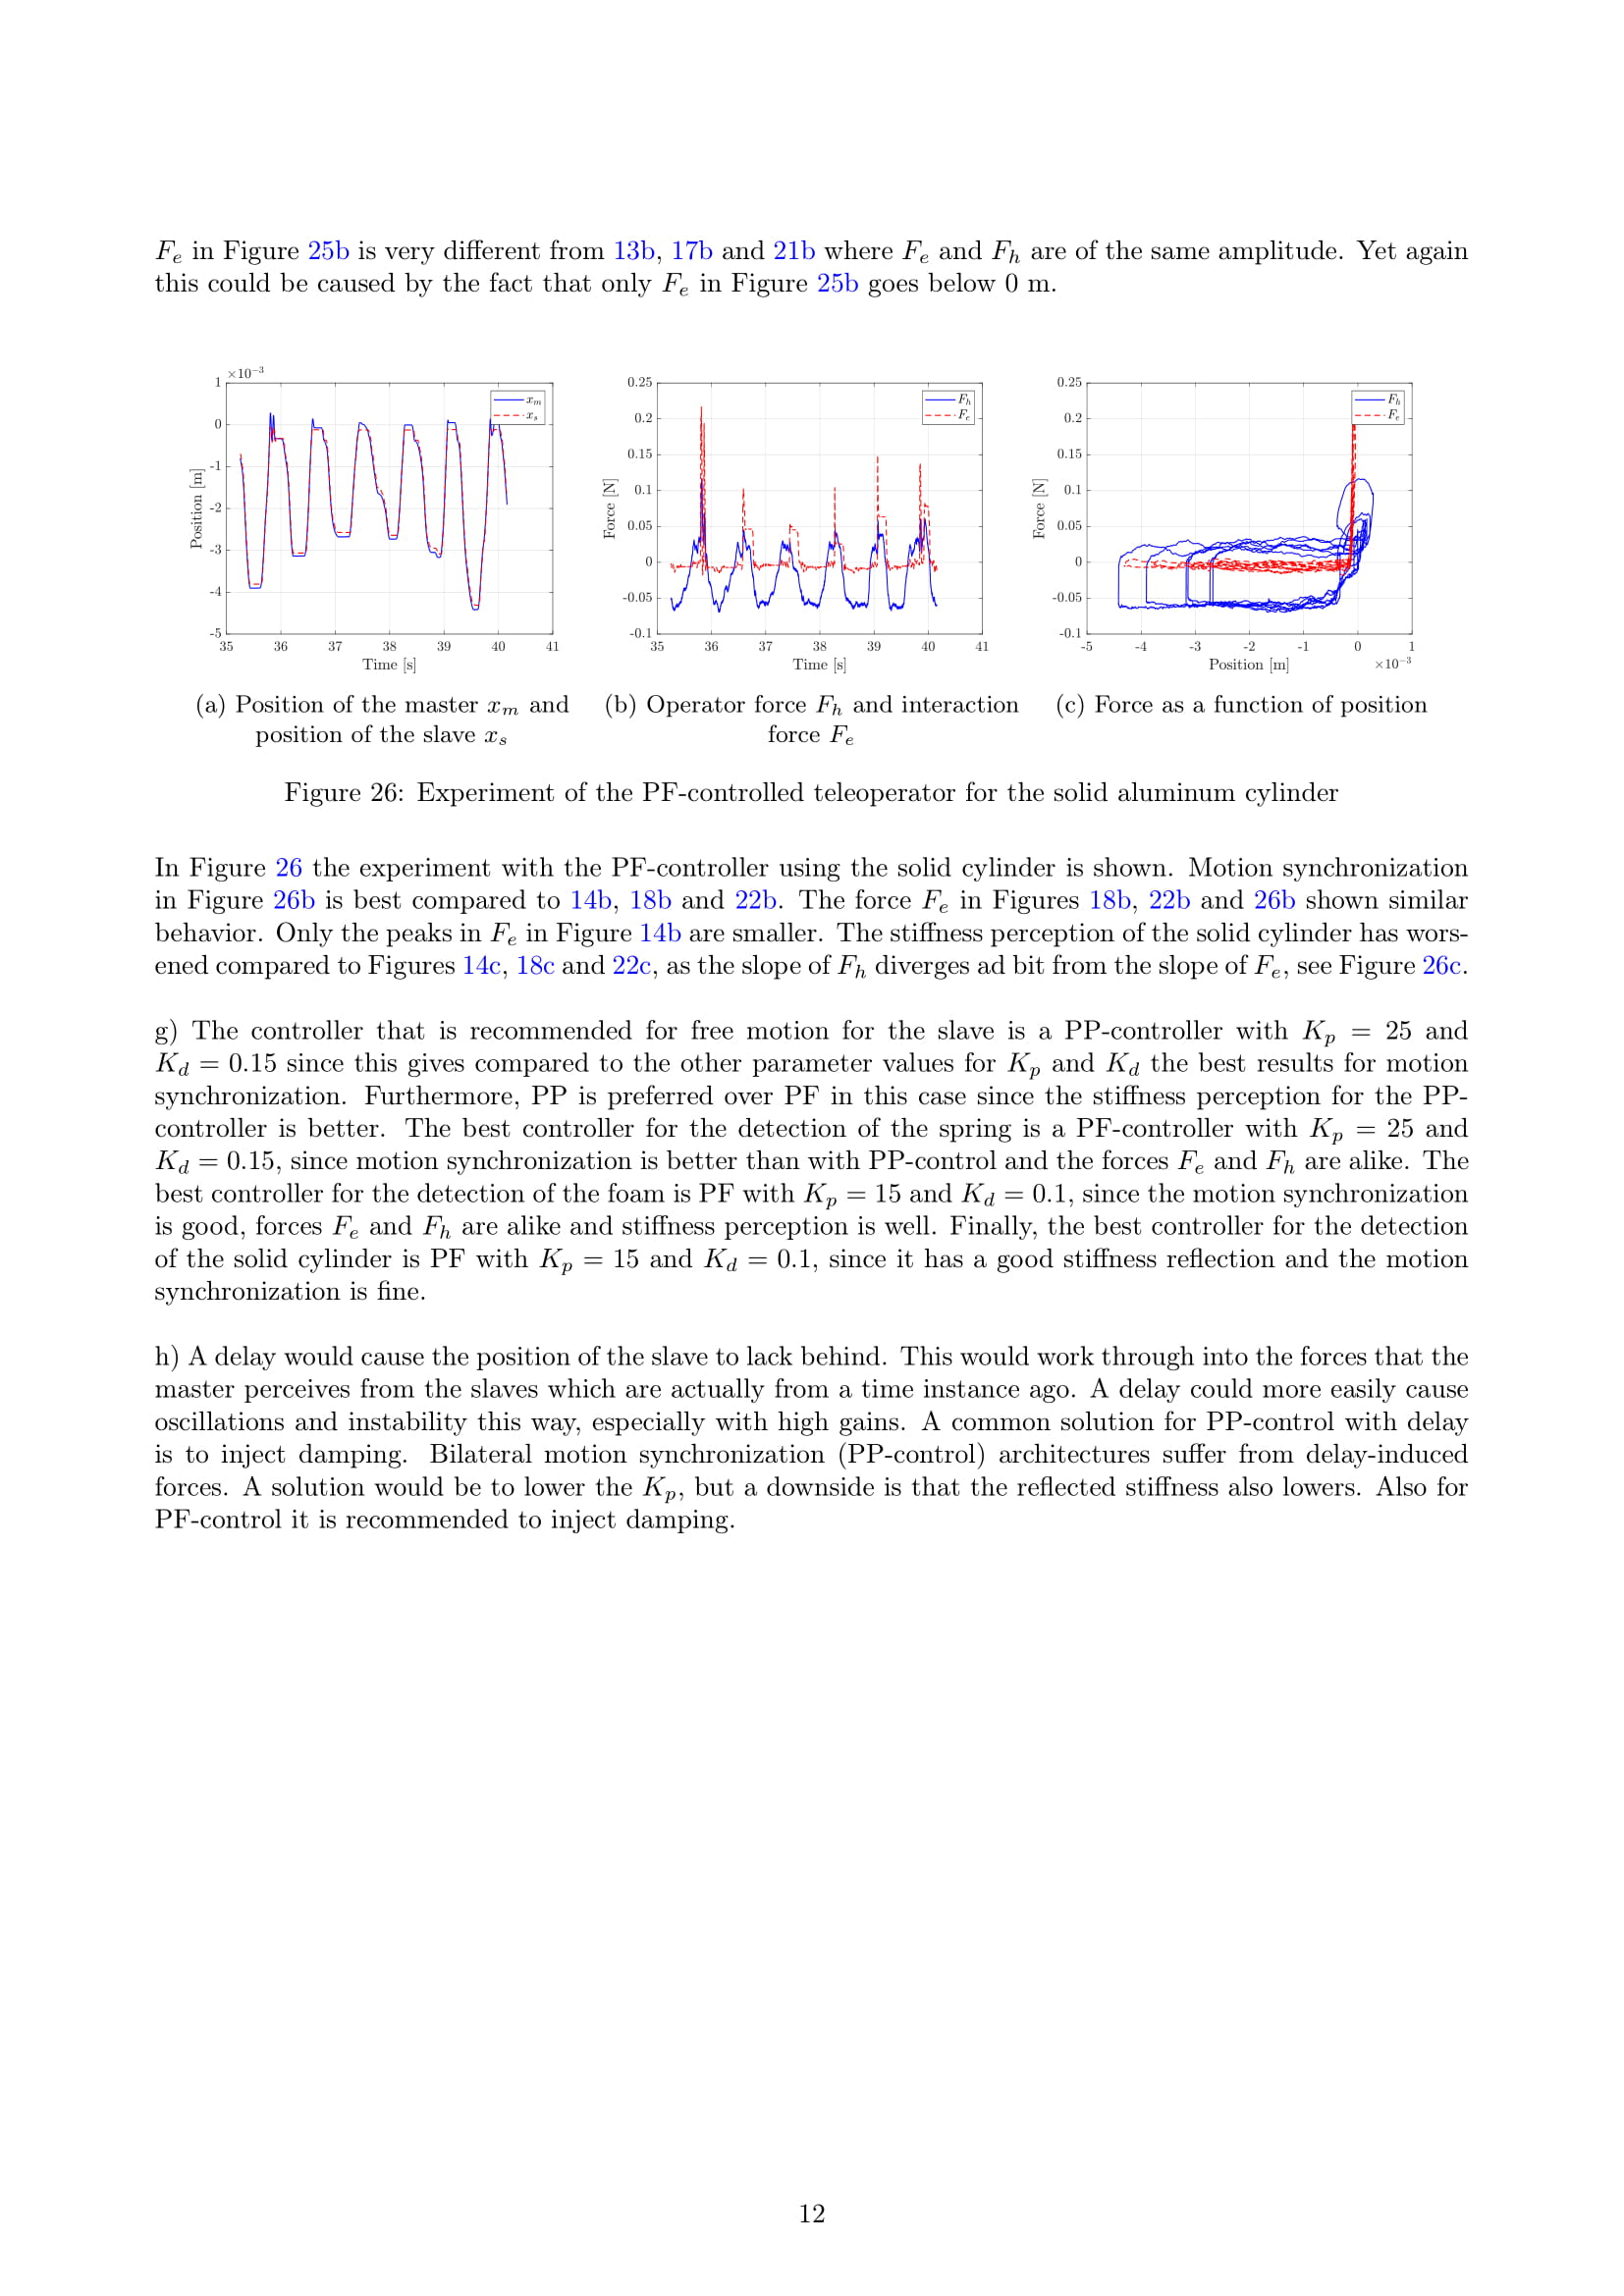 F_e in Figure 25b is very different from 13b, 17b and 21b where F_e and F_h are of the same amplitude. Yet again
this could be caused by the fact that only F_e in Figure 25b goes below 0 m.
×10⁻³
1
0
-1
-2
-3
-4
-5
35 36 37 38 39 40 41
Position [m]
Time [s]
x_m
x_s
0.25
0.2
0.15
0.1
0.05
0
-0.05
-0.1
35 36 37 38 39 40 41
Force [N]
Time [s]
F_h
F_e
0.25
0.2
0.15
0.1
0.05
0
-0.05
-0.1
-5 -4 -3 -2 -1 0 1
Force [N]
Position [m]
×10⁻³
F_h
F_e
(a) Position of the master x_m and
position of the slave x_s
(b) Operator force F_h and interaction
force F_e
(c) Force as a function of position
Figure 26: Experiment of the PF-controlled teleoperator for the solid aluminum cylinder
In Figure 26 the experiment with the PF-controller using the solid cylinder is shown. Motion synchronization
in Figure 26b is best compared to 14b, 18b and 22b. The force F_e in Figures 18b, 22b and 26b shown similar
behavior. Only the peaks in F_e in Figure 14b are smaller. The stiffness perception of the solid cylinder has wors-
ened compared to Figures 14c, 18c and 22c, as the slope of F_h diverges ad bit from the slope of F_e, see Figure 26c.
g) The controller that is recommended for free motion for the slave is a PP-controller with K_p = 25 and
K_d = 0.15 since this gives compared to the other parameter values for K_p and K_d the best results for motion
synchronization. Furthermore, PP is preferred over PF in this case since the stiffness perception for the PP-
controller is better. The best controller for the detection of the spring is a PF-controller with K_p = 25 and
K_d = 0.15, since motion synchronization is better than with PP-control and the forces F_e and F_h are alike. The
best controller for the detection of the foam is PF with K_p = 15 and K_d = 0.1, since the motion synchronization
is good, forces F_e and F_h are alike and stiffness perception is well. Finally, the best controller for the detection
of the solid cylinder is PF with K_p = 15 and K_d = 0.1, since it has a good stiffness reflection and the motion
synchronization is fine.
h) A delay would cause the position of the slave to lack behind. This would work through into the forces that the
master perceives from the slaves which are actually from a time instance ago. A delay could more easily cause
oscillations and instability this way, especially with high gains. A common solution for PP-control with delay
is to inject damping. Bilateral motion synchronization (PP-control) architectures suffer from delay-induced
forces. A solution would be to lower the K_p, but a downside is that the reflected stiffness also lowers. Also for
PF-control it is recommended to inject damping.
12